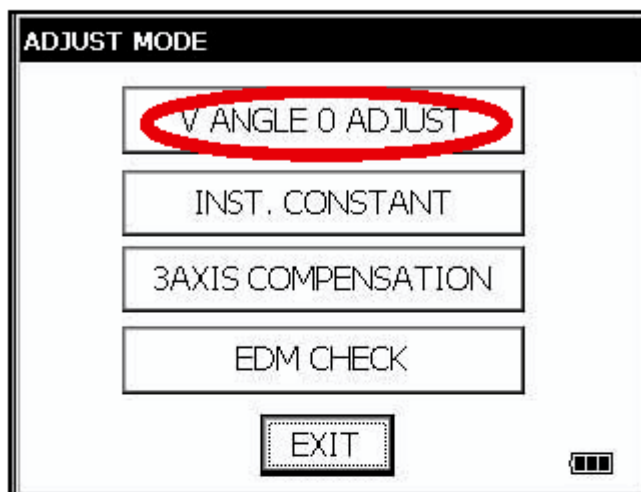 ADJUST MODE
V ANGLE 0 ADJUST
INST. CONSTANT
3AXIS COMPENSATION
EDM CHECK
EXIT